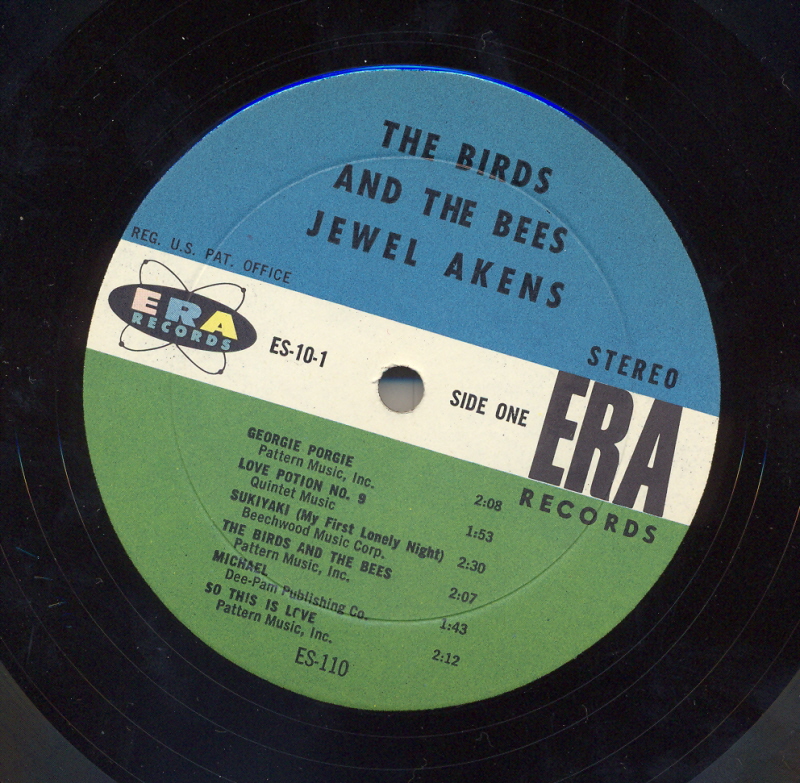 THE BIRDS
AND THE BEES
JEWEL AKENS
REG. U.S. PAT. OFFICE
ERA
RECORDS
ES-10-1
STEREO
SIDE ONE
ERA
RECORDS
GEORGIE PORGIE
Pattern Music, Inc. 2:08
LOVE POTION NO. 9
Quintet Music 1:53
SUKIYAKI (My First Lonely Night)
Beechwood Music Corp. 2:30
THE BIRDS AND THE BEES
Pattern Music, Inc. 2:07
MICHAEL
Dee-Pam Publishing Co. 1:43
SO THIS IS LOVE
Pattern Music, Inc. 2:12
ES-110